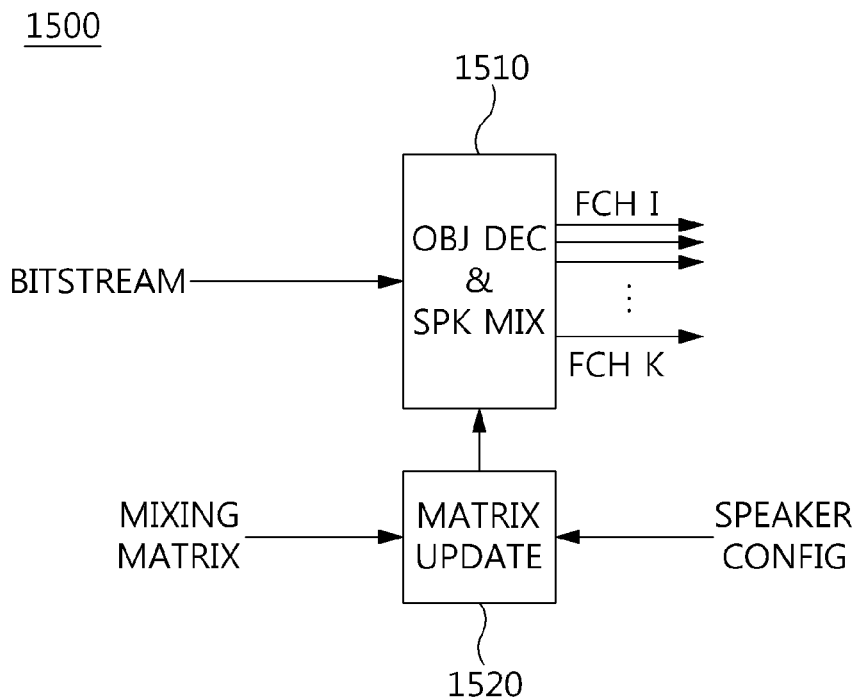 1500
1510
FCH I
OBJ DEC
&
SPK MIX
BITSTREAM
FCH K
MIXING
MATRIX
MATRIX
UPDATE
SPEAKER
CONFIG
1520